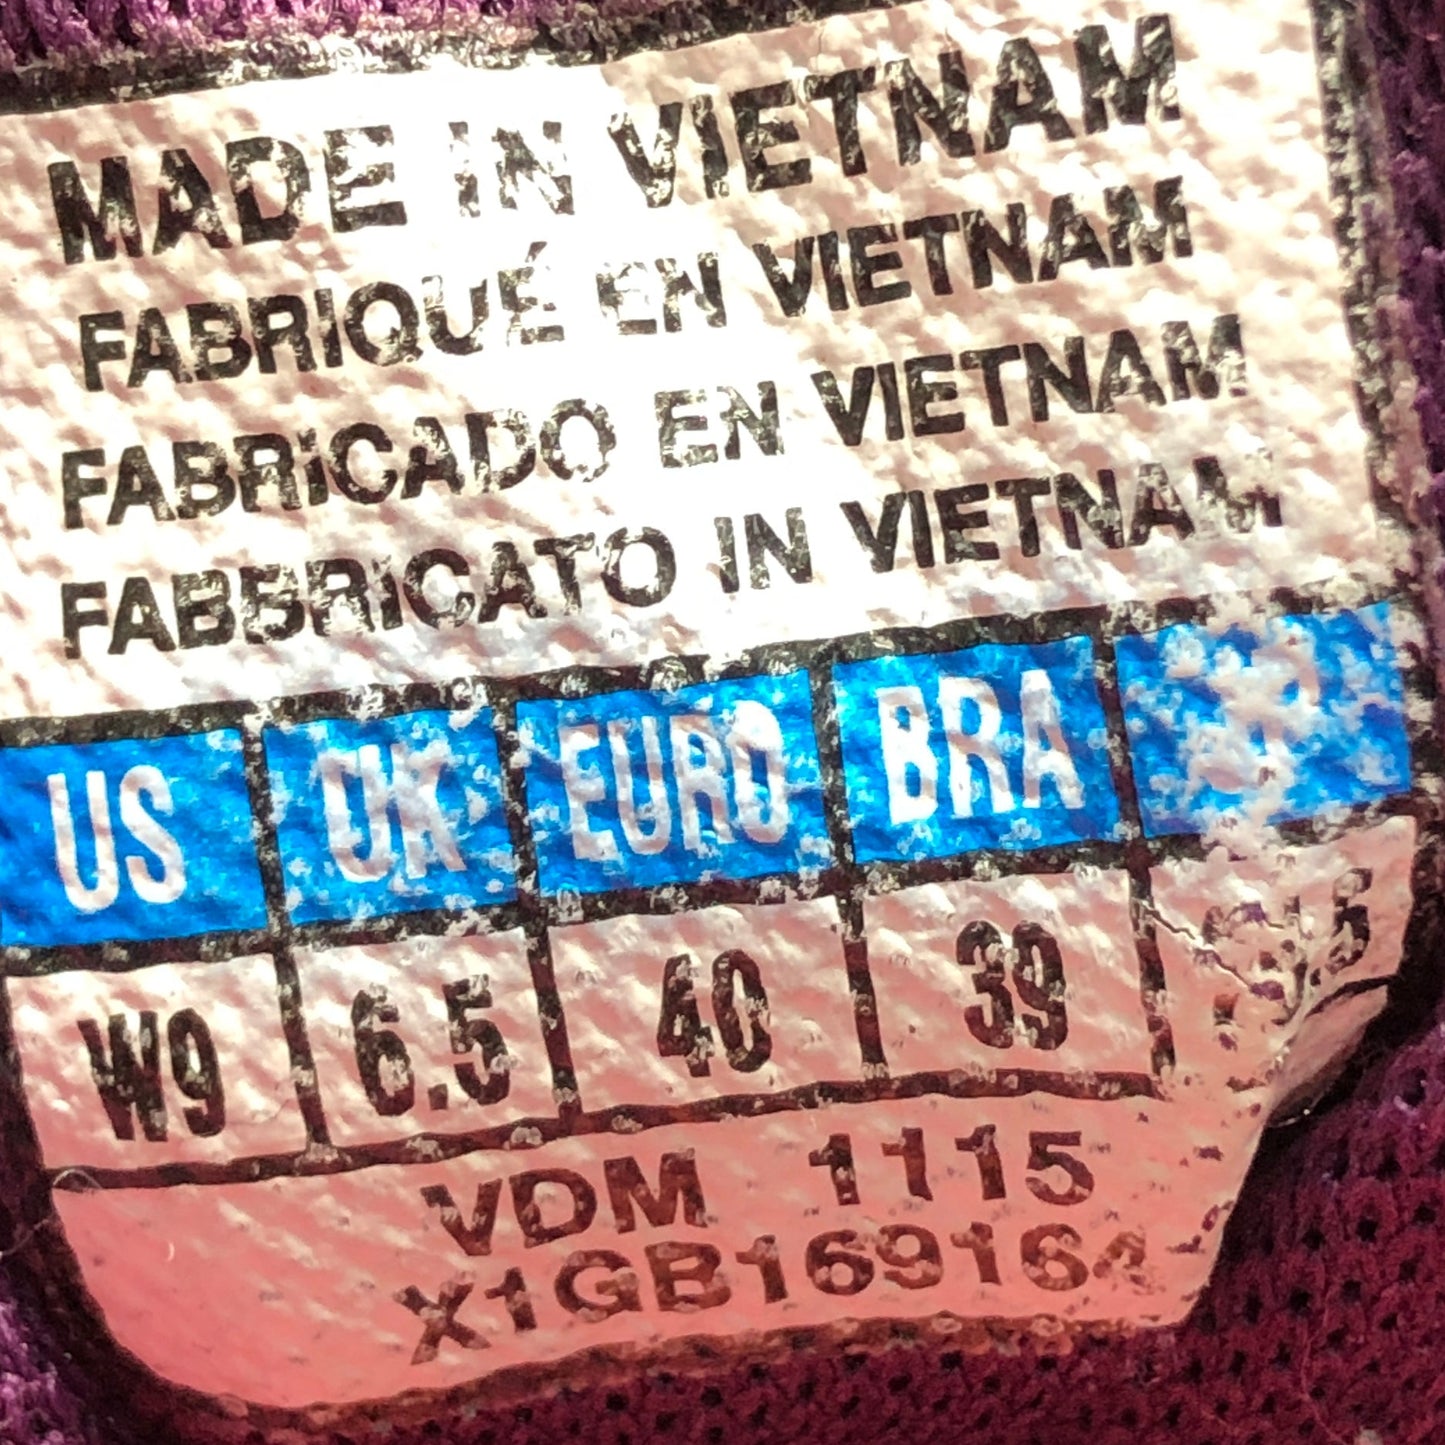 MADE IN VIETNAM
FABRIQUÉ EN VIETNAM
FABRICADO EN VIETNAM
FABBRICATO IN VIETNAM
US UK EURO BRA
W9 6.5 40 39
VDM 1115
X1GB169164